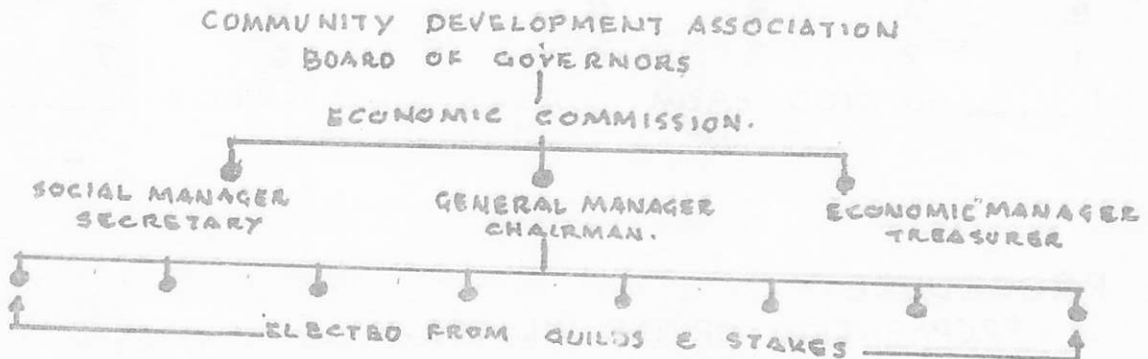 COMMUNITY DEVELOPMENT ASSOCIATION
BOARD OF GOVERNORS
ECONOMIC COMMISSION.
SOCIAL MANAGER
SECRETARY
GENERAL MANAGER
CHAIRMAN.
ECONOMIC MANAGER
TREASURER
ELECTED FROM GUILDS & STAKES